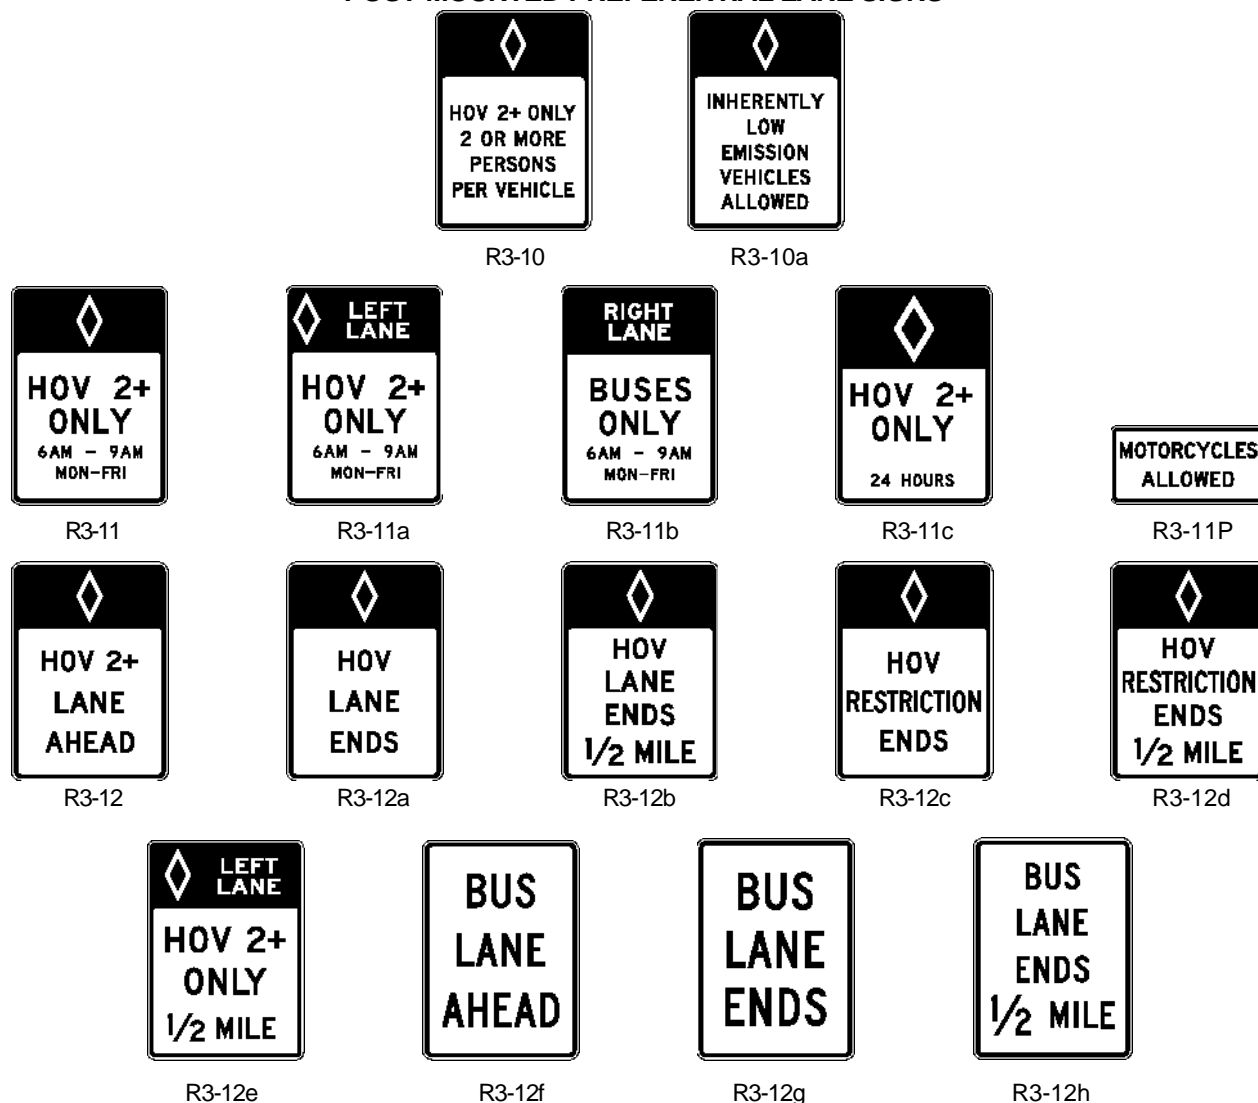 POST-MOUNTED PREFERENTIAL LANE SIGNS
HOV 2+ ONLY
2 OR MORE
PERSONS
PER VEHICLE
R3-10
INHERENTLY
LOW
EMISSION
VEHICLES
ALLOWED
R3-10a
HOV 2+
ONLY
6AM – 9AM
MON–FRI
R3-11
LEFT
LANE
HOV 2+
ONLY
6AM – 9AM
MON–FRI
R3-11a
RIGHT
LANE
BUSES
ONLY
6AM – 9AM
MON–FRI
R3-11b
HOV 2+
ONLY
24 HOURS
R3-11c
MOTORCYCLES
ALLOWED
R3-11P
HOV 2+
LANE
AHEAD
R3-12
HOV
LANE
ENDS
R3-12a
HOV
LANE
ENDS
1/2 MILE
R3-12b
HOV
RESTRICTION
ENDS
R3-12c
HOV
RESTRICTION
ENDS
1/2 MILE
R3-12d
LEFT
LANE
HOV 2+
ONLY
1/2 MILE
R3-12e
BUS
LANE
AHEAD
R3-12f
BUS
LANE
ENDS
R3-12g
BUS
LANE
ENDS
1/2 MILE
R3-12h